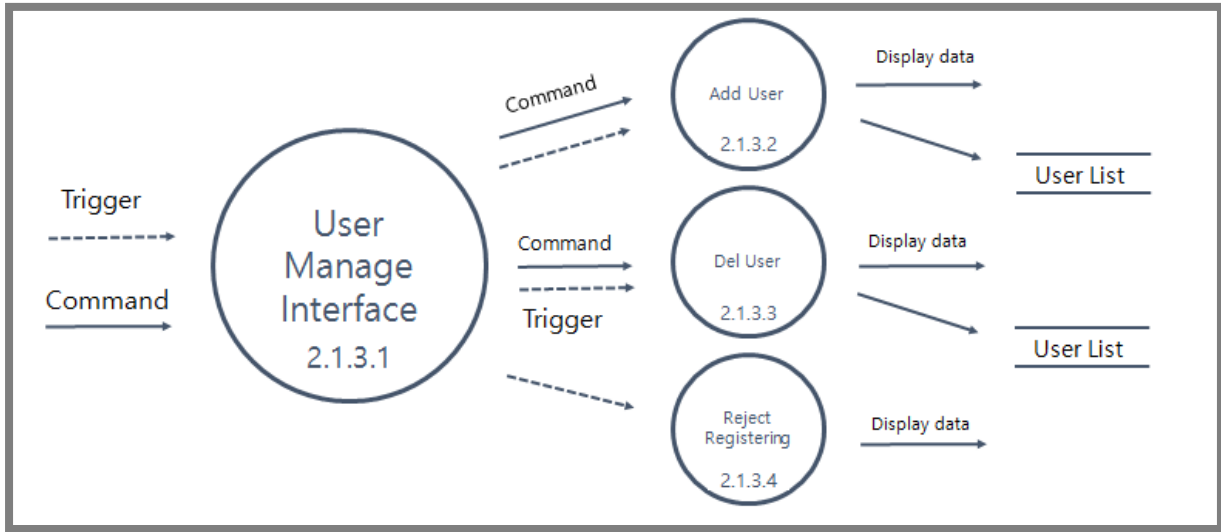 Trigger
Command
User
Manage
Interface
2.1.3.1
Command
Command
Trigger
Add User
2.1.3.2
Del User
2.1.3.3
Reject
Registering
2.1.3.4
Display data
User List
Display data
User List
Display data